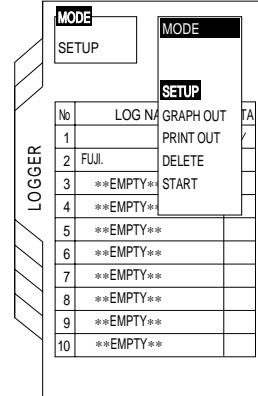 MODE
SETUP
MODE
SETUP
GRAPH OUT
PRINT OUT
DELETE
START
LOGGER
No LOG NA TA
1 /
2 FUJI.
3 **EMPTY**
4 **EMPTY**
5 **EMPTY**
6 **EMPTY**
7 **EMPTY**
8 **EMPTY**
9 **EMPTY**
10 **EMPTY**